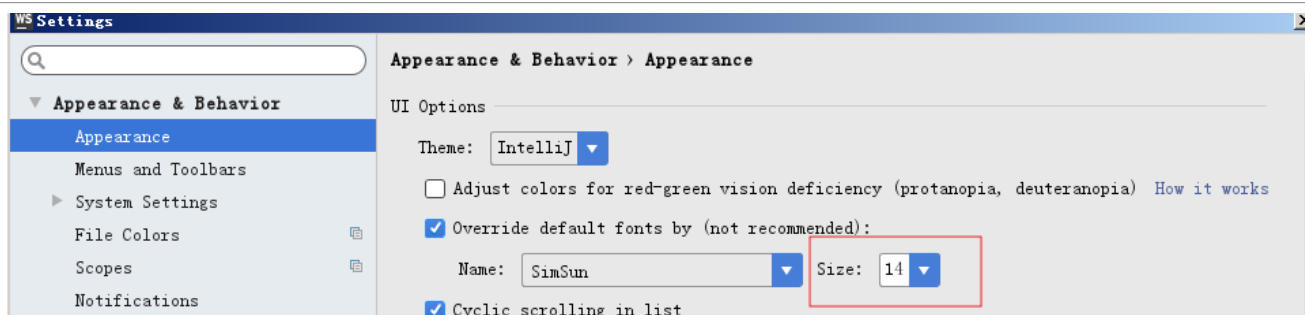 WS Settings
Appearance & Behavior › Appearance
Appearance & Behavior
UI Options
Appearance
Theme: IntelliJ
Menus and Toolbars
Adjust colors for red-green vision deficiency (protanopia, deuteranopia) How it works
System Settings
Override default fonts by (not recommended):
File Colors
Name: SimSun Size: 14
Scopes
Notifications
Cyclic scrolling in list